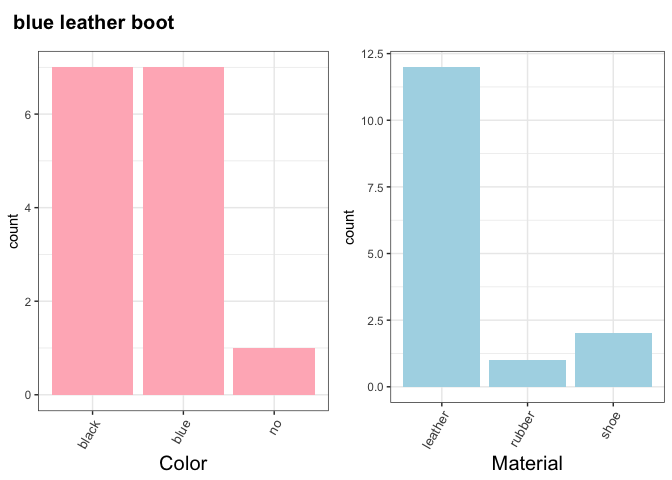 blue leather boot
count
6
4
2
0
black
blue
no
Color
count
12.5
10.0
7.5
5.0
2.5
0.0
leather
rubber
shoe
Material